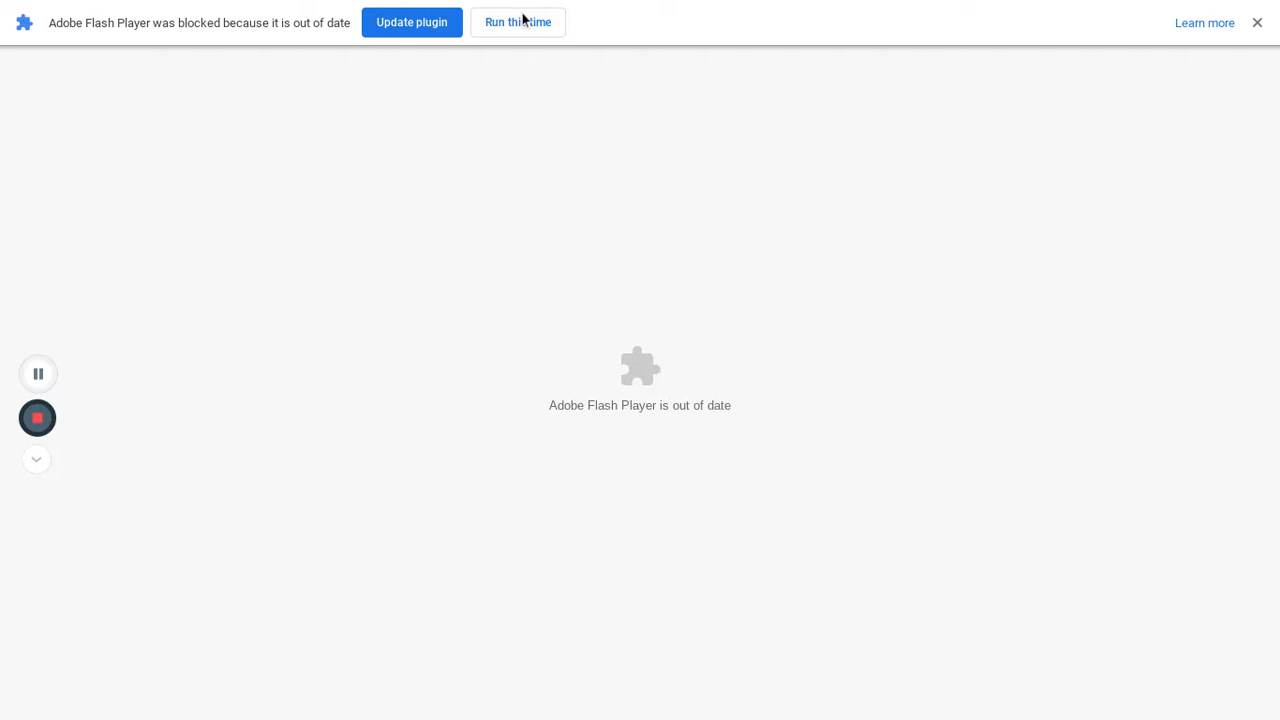 Adobe Flash Player was blocked because it is out of date
Update plugin
Run this time
Learn more
Adobe Flash Player is out of date